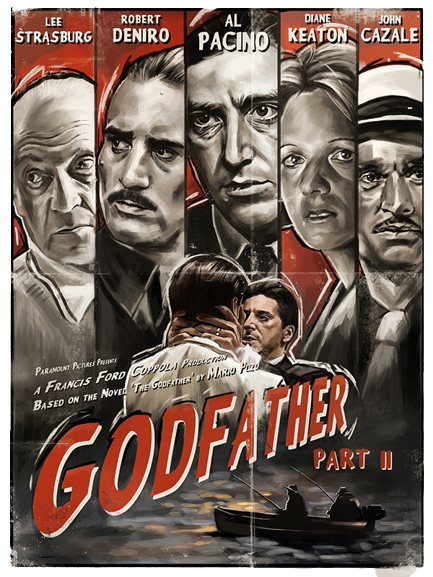 LEE
STRASBURG
ROBERT
DENIRO
AL
PACINO
DIANE
KEATON
JOHN
CAZALE
PARAMOUNT PICTURES PRESENTS
A FRANCIS FORD COPPOLA PRODUCTION
BASED ON THE NOVEL 'THE GODFATHER' BY MARIO PUZO
GODFATHER
PART II